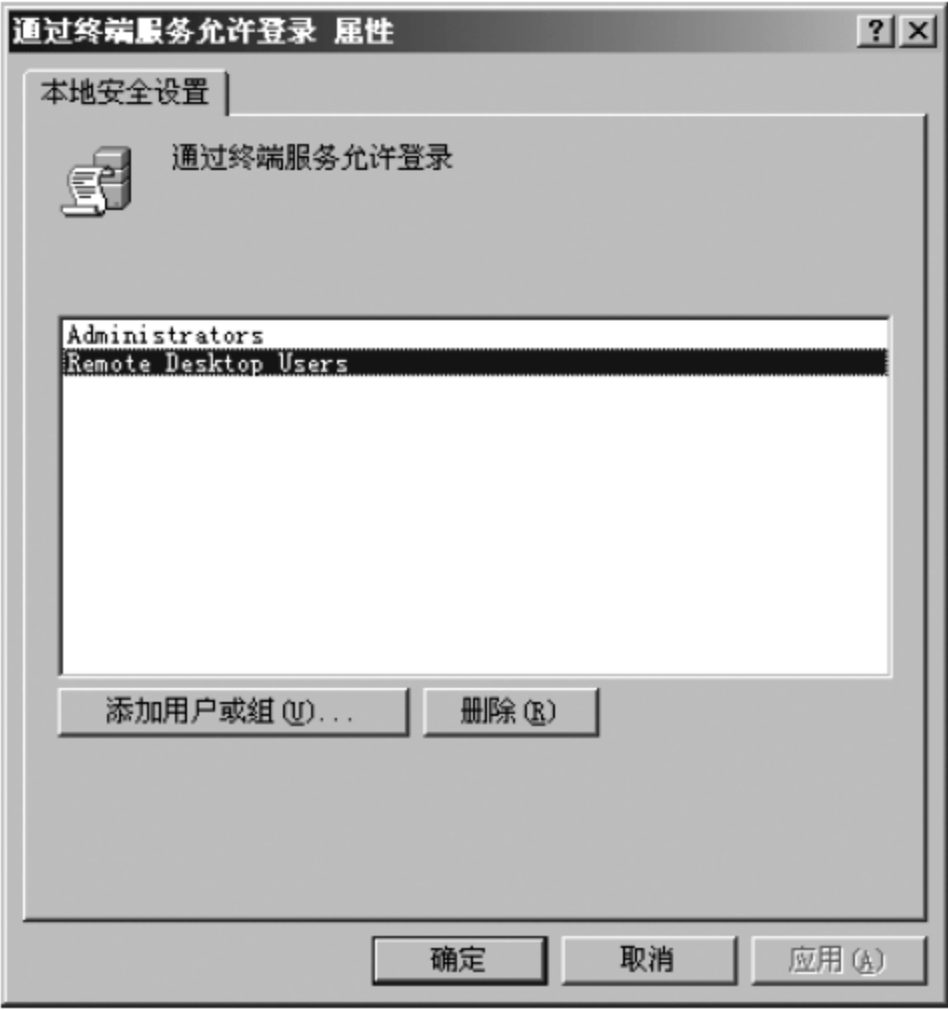 通过终端服务允许登录 属性
本地安全设置
通过终端服务允许登录
Administrators
Remote Desktop Users
添加用户或组(U)... 删除(R)
确定 取消 应用(A)